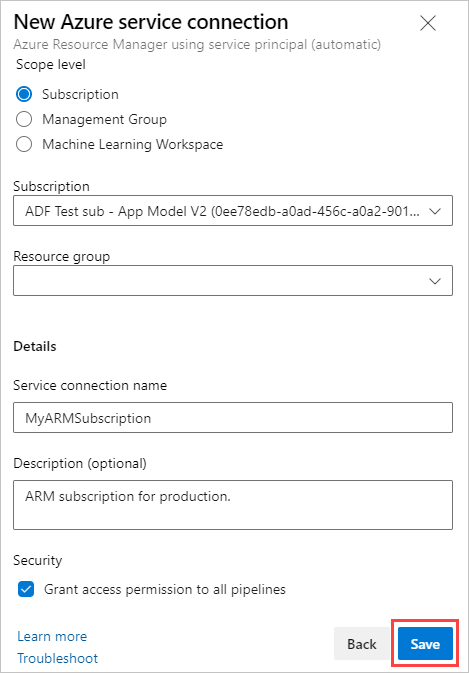 New Azure service connection
Azure Resource Manager using service principal (automatic)
Scope level
Subscription
Management Group
Machine Learning Workspace
Subscription
ADF Test sub - App Model V2 (0ee78edb-a0ad-456c-a0a2-901...
Resource group
Details
Service connection name
MyARMSubscription
Description (optional)
ARM subscription for production.
Security
Grant access permission to all pipelines
Learn more
Troubleshoot
Back
Save